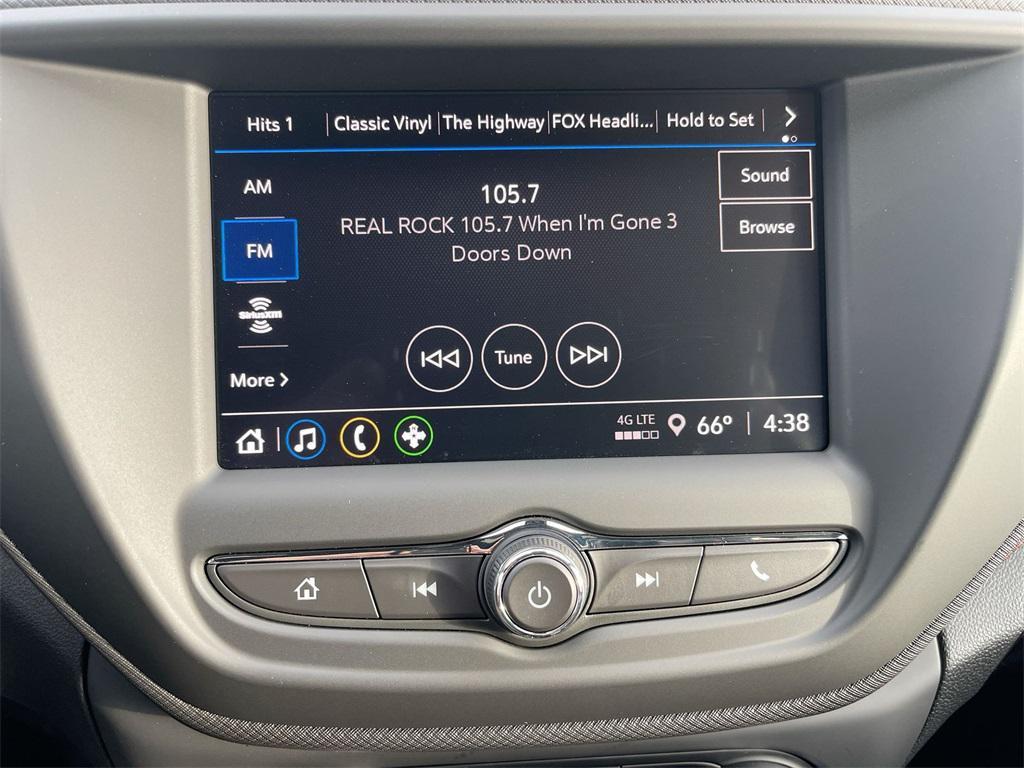 Hits 1 Classic Vinyl The Highway FOX Headli... Hold to Set
AM
FM
SiriusXM
More
105.7
REAL ROCK 105.7 When I'm Gone 3
Doors Down
Sound
Browse
Tune
4G LTE 66° 4:38